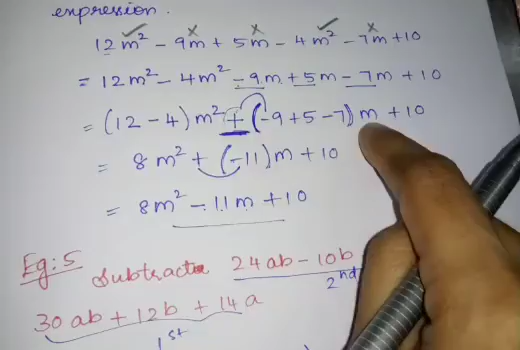 expression.
12m² - 9m + 5m - 4m² - 7m + 10
= 12m² - 4m² - 9m + 5m - 7m + 10
= (12 - 4) m² + (-9 + 5 - 7) m + 10
= 8m² + (-11)m + 10
= 8m² - 11m + 10
Eg:5 Subtract 24ab - 10b
2nd
30ab + 12b + 14a
1st